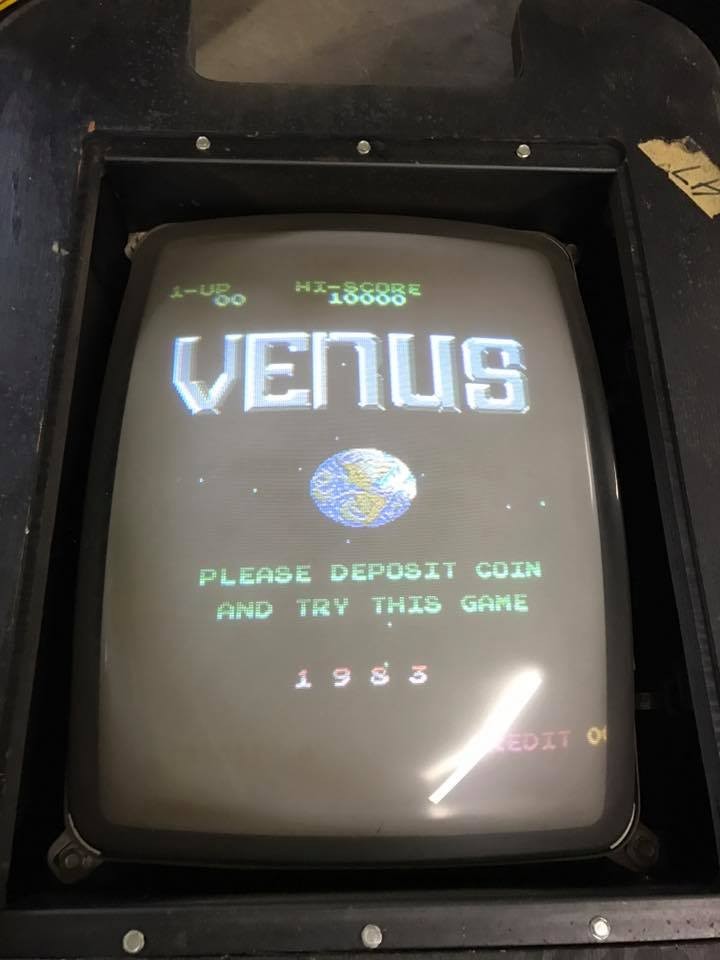 1-UP HI-SCORE
00 10000
VENUS
PLEASE DEPOSIT COIN
AND TRY THIS GAME
1983